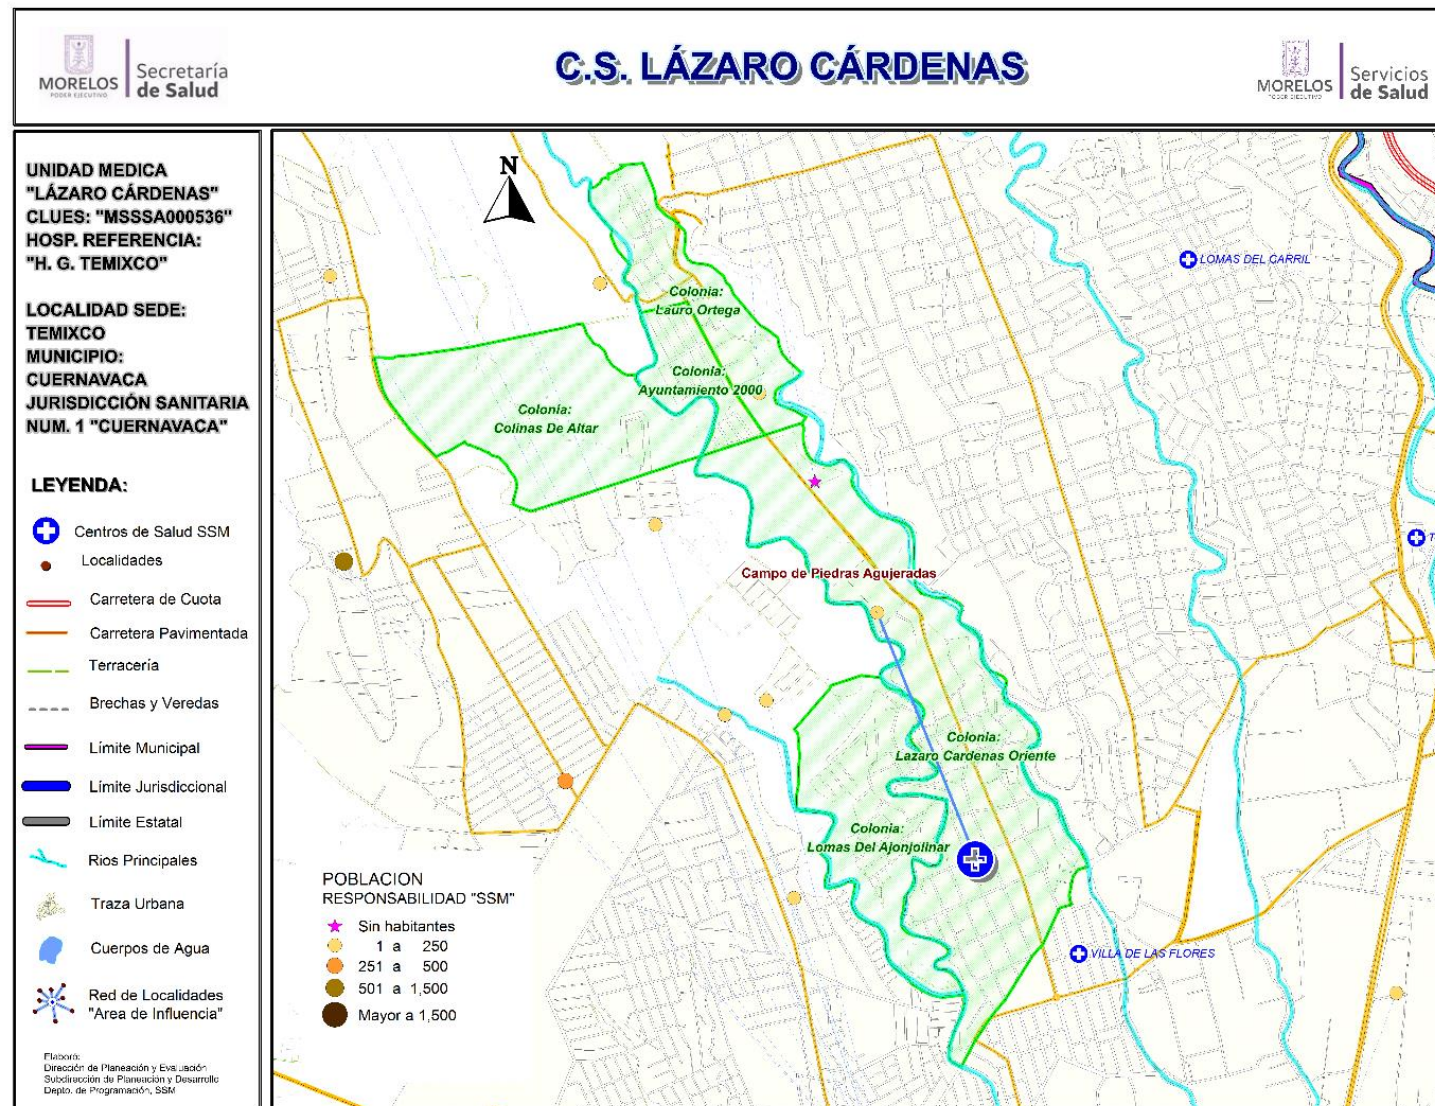 MORELOS
PODER EJECUTIVO
Secretaría
de Salud
C.S. LÁZARO CÁRDENAS
MORELOS
PODER EJECUTIVO
Servicios
de Salud
UNIDAD MEDICA
"LÁZARO CÁRDENAS"
CLUES: "MSSSA000536"
HOSP. REFERENCIA:
"H. G. TEMIXCO"
LOCALIDAD SEDE:
TEMIXCO
MUNICIPIO:
CUERNAVACA
JURISDICCIÓN SANITARIA
NUM. 1 "CUERNAVACA"
LEYENDA:
Centros de Salud SSM
Localidades
Carretera de Cuota
Carretera Pavimentada
Terracería
Brechas y Veredas
Límite Municipal
Límite Jurisdiccional
Límite Estatal
Rios Principales
Traza Urbana
Cuerpos de Agua
Red de Localidades
"Area de Influencia"
Elaboró:
Dirección de Planeación y Evaluación
Subdirección de Planeación y Desarrollo
Depto. de Programación, SSM
N
LOMAS DEL CARRIL
Colonia:
Lauro Ortega
Colonia:
Ayuntamiento 2000
Colonia:
Colinas De Altar
T
Campo de Piedras Agujeradas
Colonia:
Lazaro Cardenas Oriente
Colonia:
Lomas Del Ajonjolinar
VILLA DE LAS FLORES
POBLACION
RESPONSABILIDAD "SSM"
Sin habitantes
1 a 250
251 a 500
501 a 1,500
Mayor a 1,500